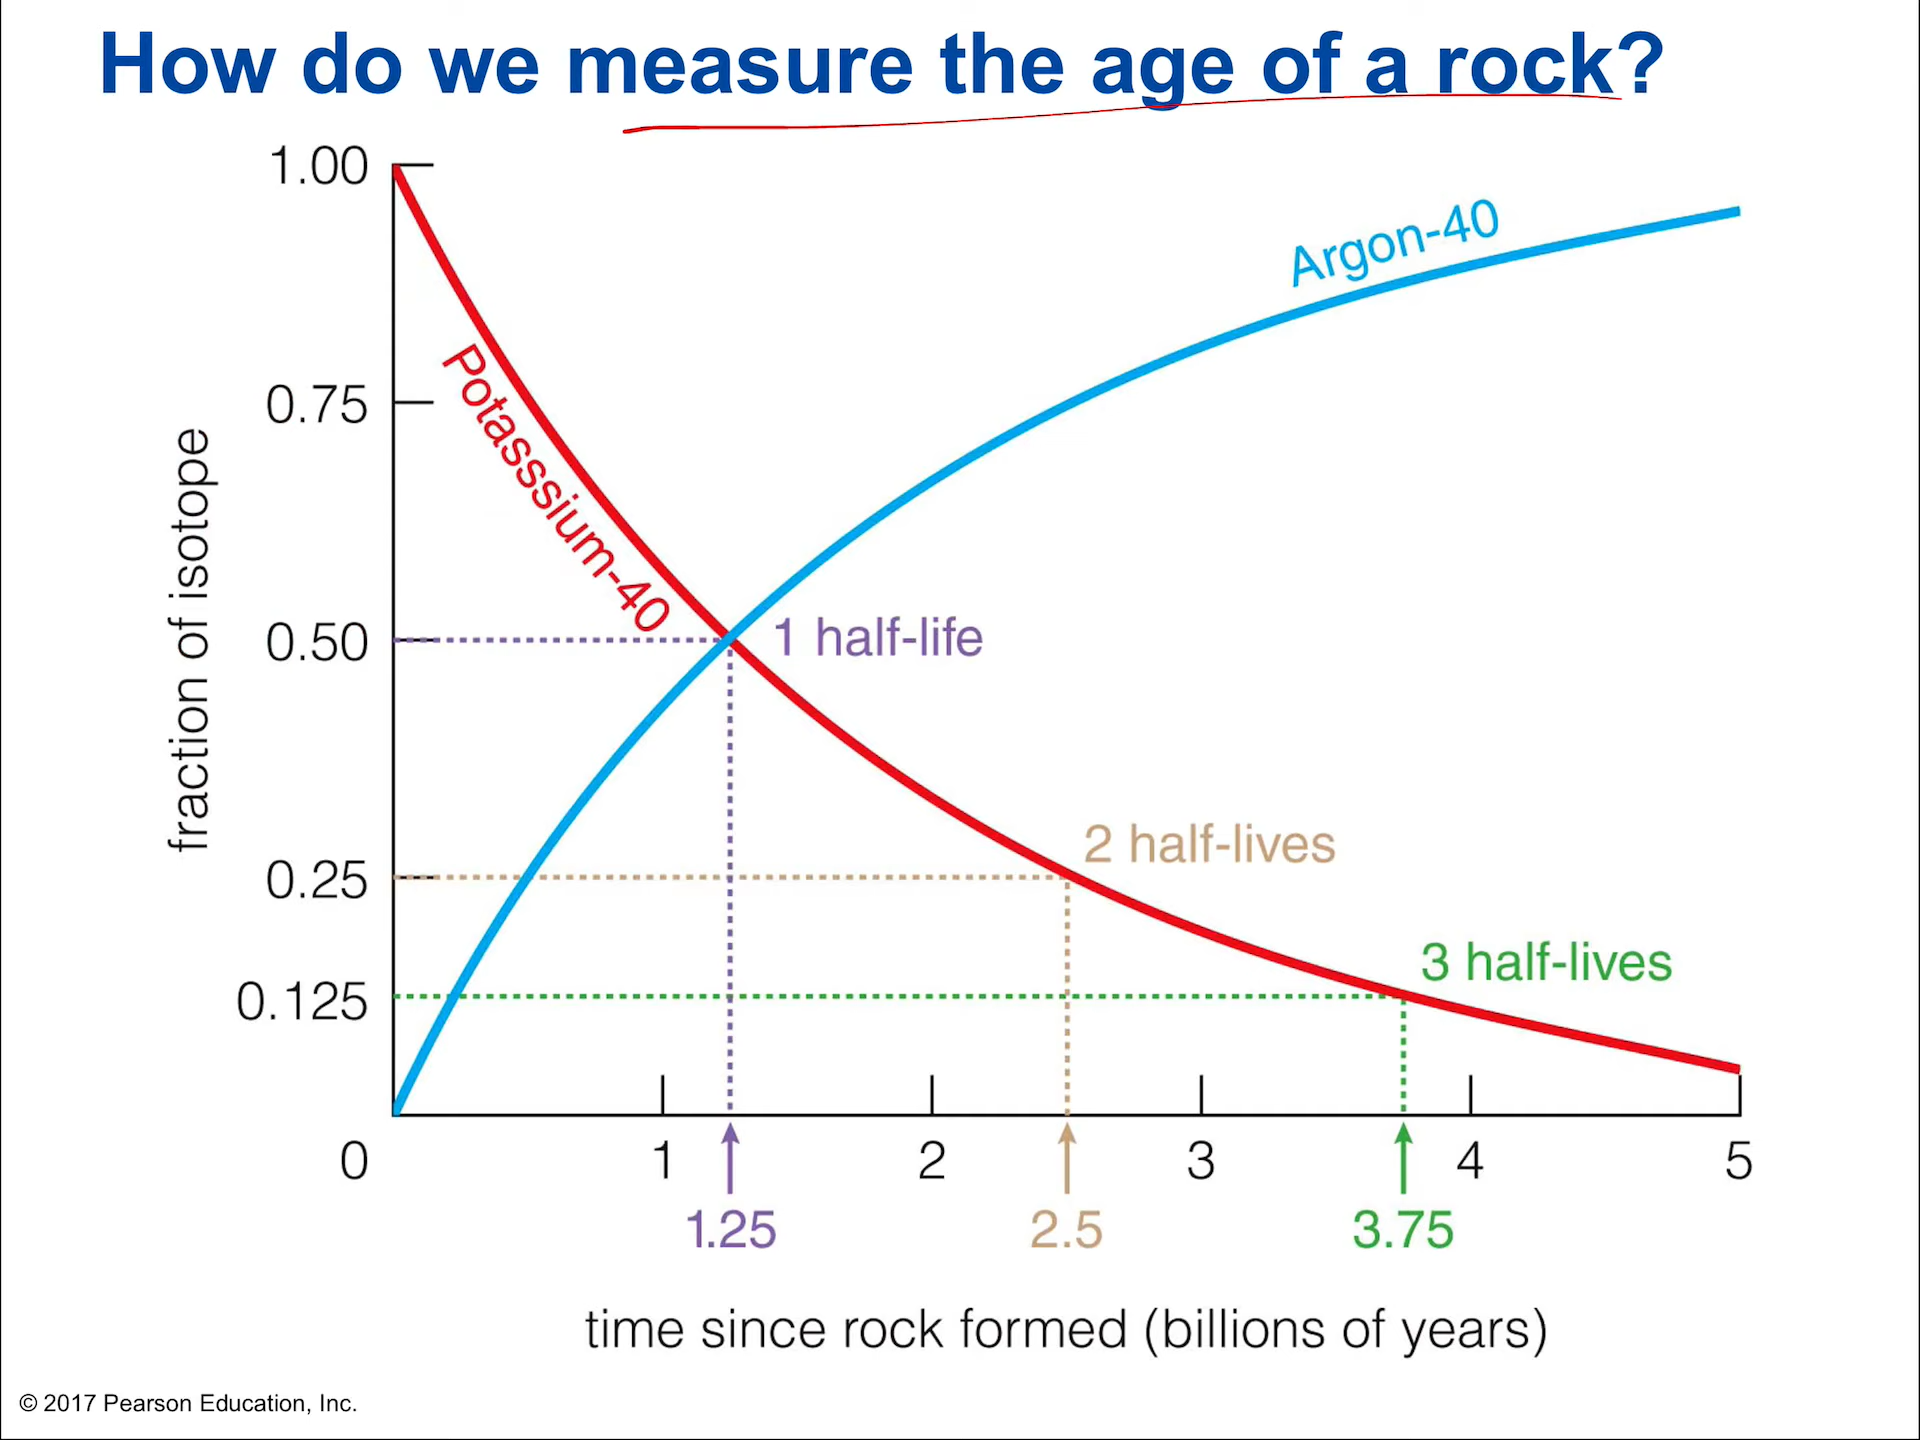 How do we measure the age of a rock?
1.00
Argon-40
0.75
Potasssium-40
fraction of isotope
0.50
1 half-life
2 half-lives
0.25
3 half-lives
0.125
0 1 2 3 4 5
1.25 2.5 3.75
time since rock formed (billions of years)
© 2017 Pearson Education, Inc.